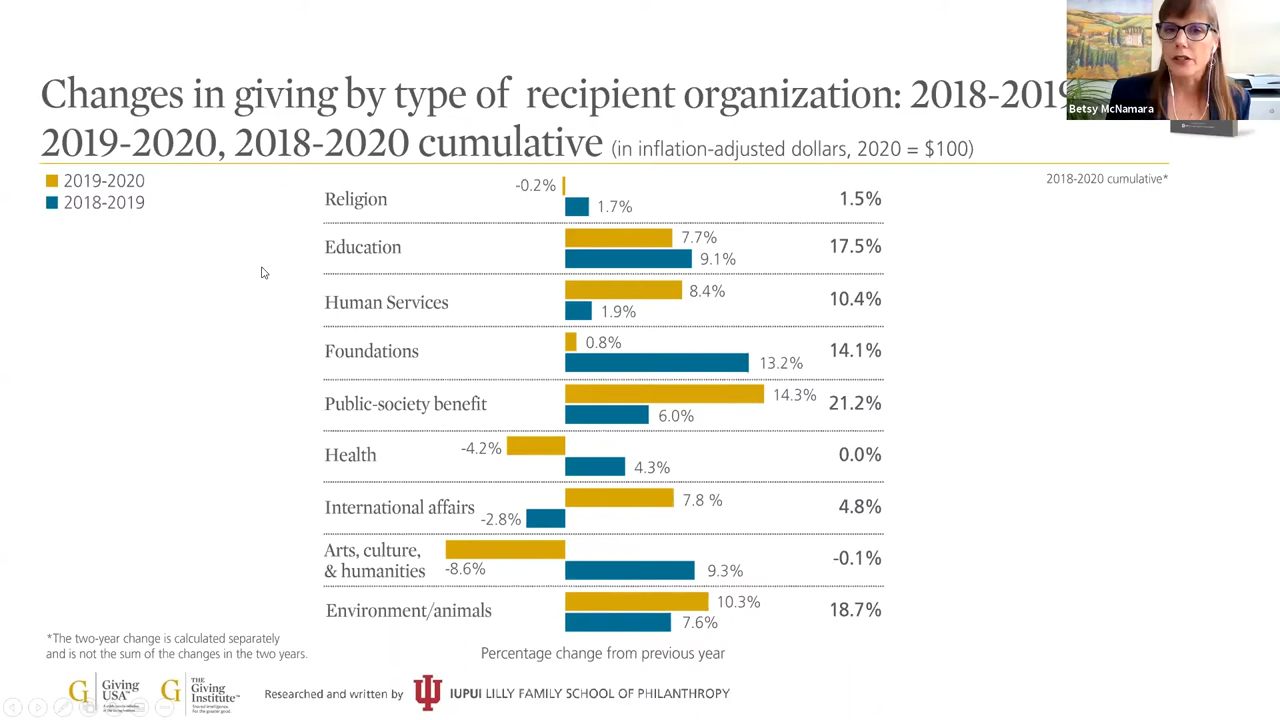 Changes in giving by type of recipient organization: 2018-2019
2019-2020, 2018-2020 cumulative (in inflation-adjusted dollars, 2020 = $100)
Betsy McNamara
2019-2020
2018-2019
2018-2020 cumulative*
Religion -0.2% 1.7% 1.5%
Education 7.7% 9.1% 17.5%
Human Services 8.4% 1.9% 10.4%
Foundations 0.8% 13.2% 14.1%
Public-society benefit 14.3% 6.0% 21.2%
Health -4.2% 4.3% 0.0%
International affairs 7.8 % -2.8% 4.8%
Arts, culture,
& humanities -8.6% 9.3% -0.1%
Environment/animals 10.3% 7.6% 18.7%
*The two-year change is calculated separately
and is not the sum of the changes in the two years.
Percentage change from previous year
G Giving
USA™
G THE
Giving
Institute™
Researched and written by
IUPUI LILLY FAMILY SCHOOL OF PHILANTHROPY